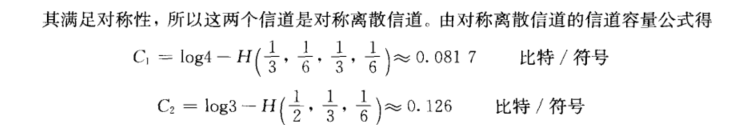 其满足对称性，所以这两个信道是对称离散信道。由对称离散信道的信道容量公式得
C₁ = log4 − H(1/3, 1/6, 1/3, 1/6) ≈ 0.081 7 比特/符号
C₂ = log3 − H(1/2, 1/3, 1/6) ≈ 0.126 比特/符号